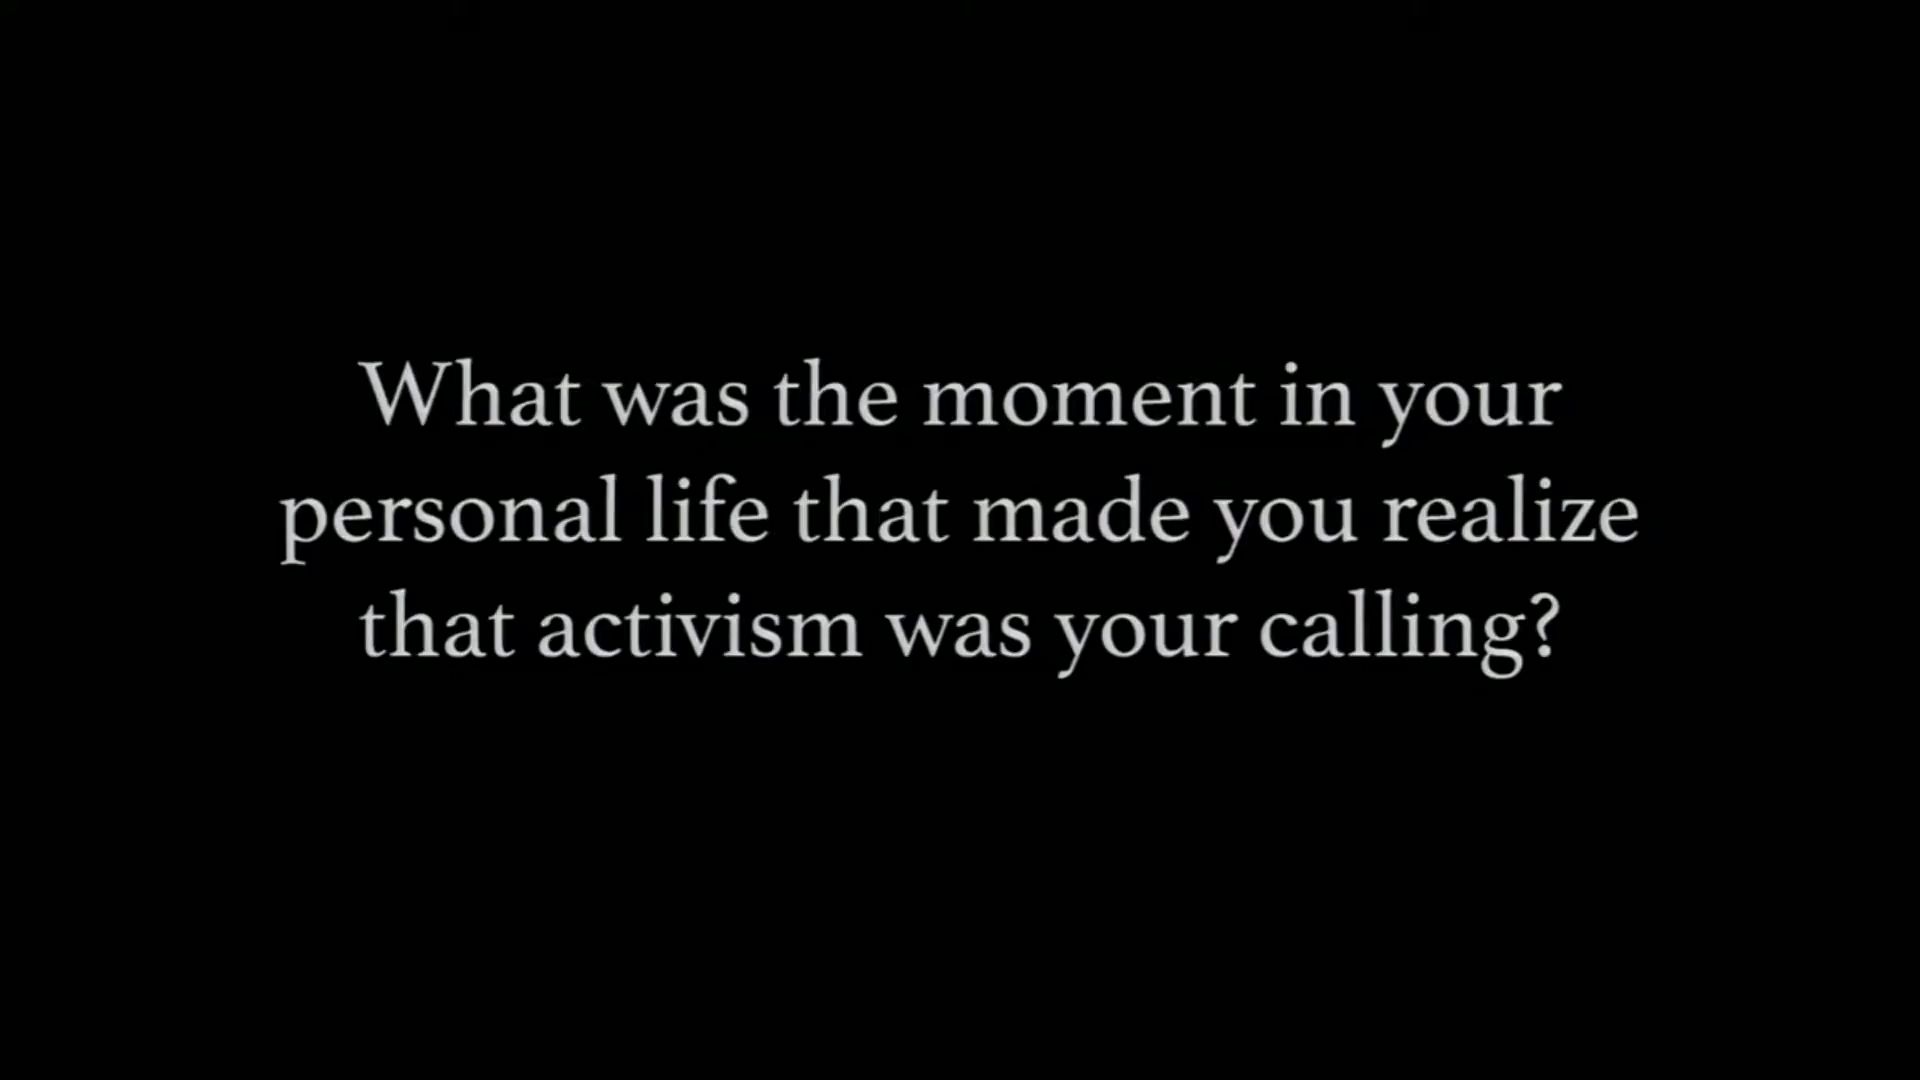 What was the moment in your
personal life that made you realize
that activism was your calling?